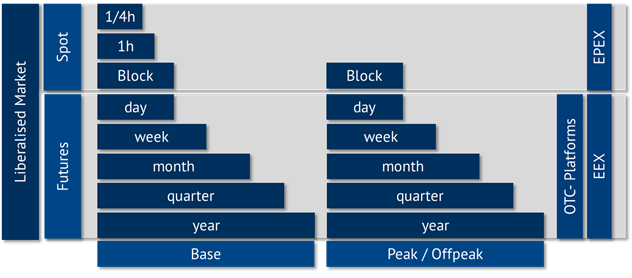 Liberalised Market
Spot
1/4h
1h
Block
Block
EPEX
Futures
day
week
month
quarter
year
day
week
month
quarter
year
OTC- Platforms
EEX
Base
Peak / Offpeak